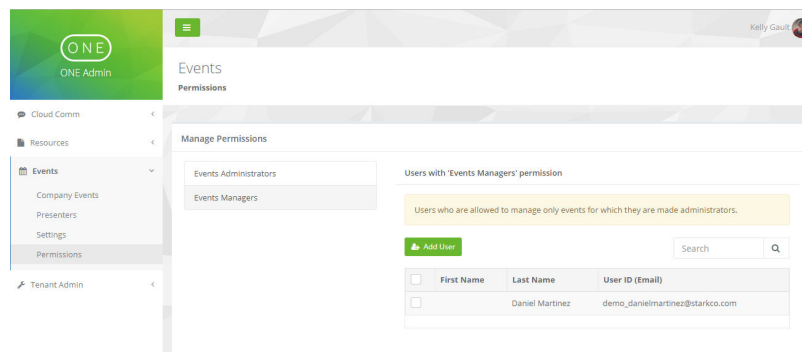 ONE
ONE Admin
Kelly Gault
Events
Permissions
Cloud Comm
Resources
Events
Company Events
Presenters
Settings
Permissions
Tenant Admin
Manage Permissions
Events Administrators
Events Managers
Users with 'Events Managers' permission
Users who are allowed to manage only events for which they are made administrators.
Add User
Search
First Name Last Name User ID (Email)
Daniel Martinez demo_danielmartinez@starkco.com